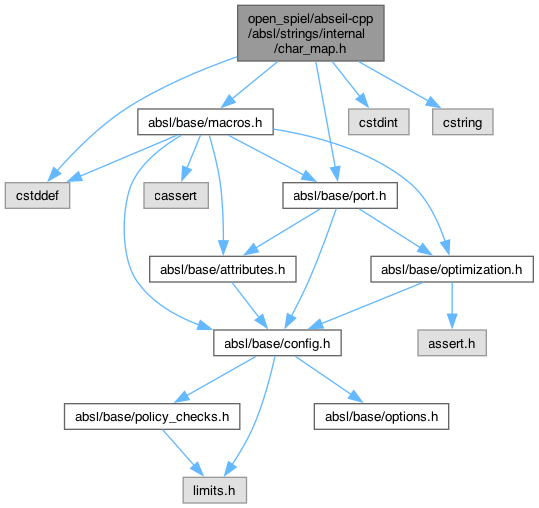 open_spiel/abseil-cpp
/absl/strings/internal
/char_map.h
absl/base/macros.h
cstdint
cstring
cstddef
cassert
absl/base/port.h
absl/base/attributes.h
absl/base/optimization.h
absl/base/config.h
assert.h
absl/base/policy_checks.h
absl/base/options.h
limits.h